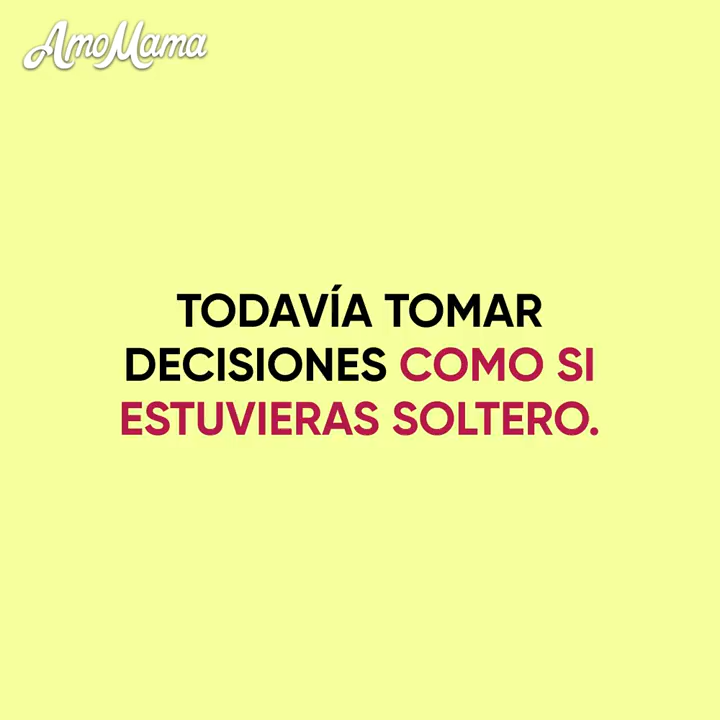 AmoMama
TODAVÍA TOMAR
DECISIONES COMO SI
ESTUVIERAS SOLTERO.